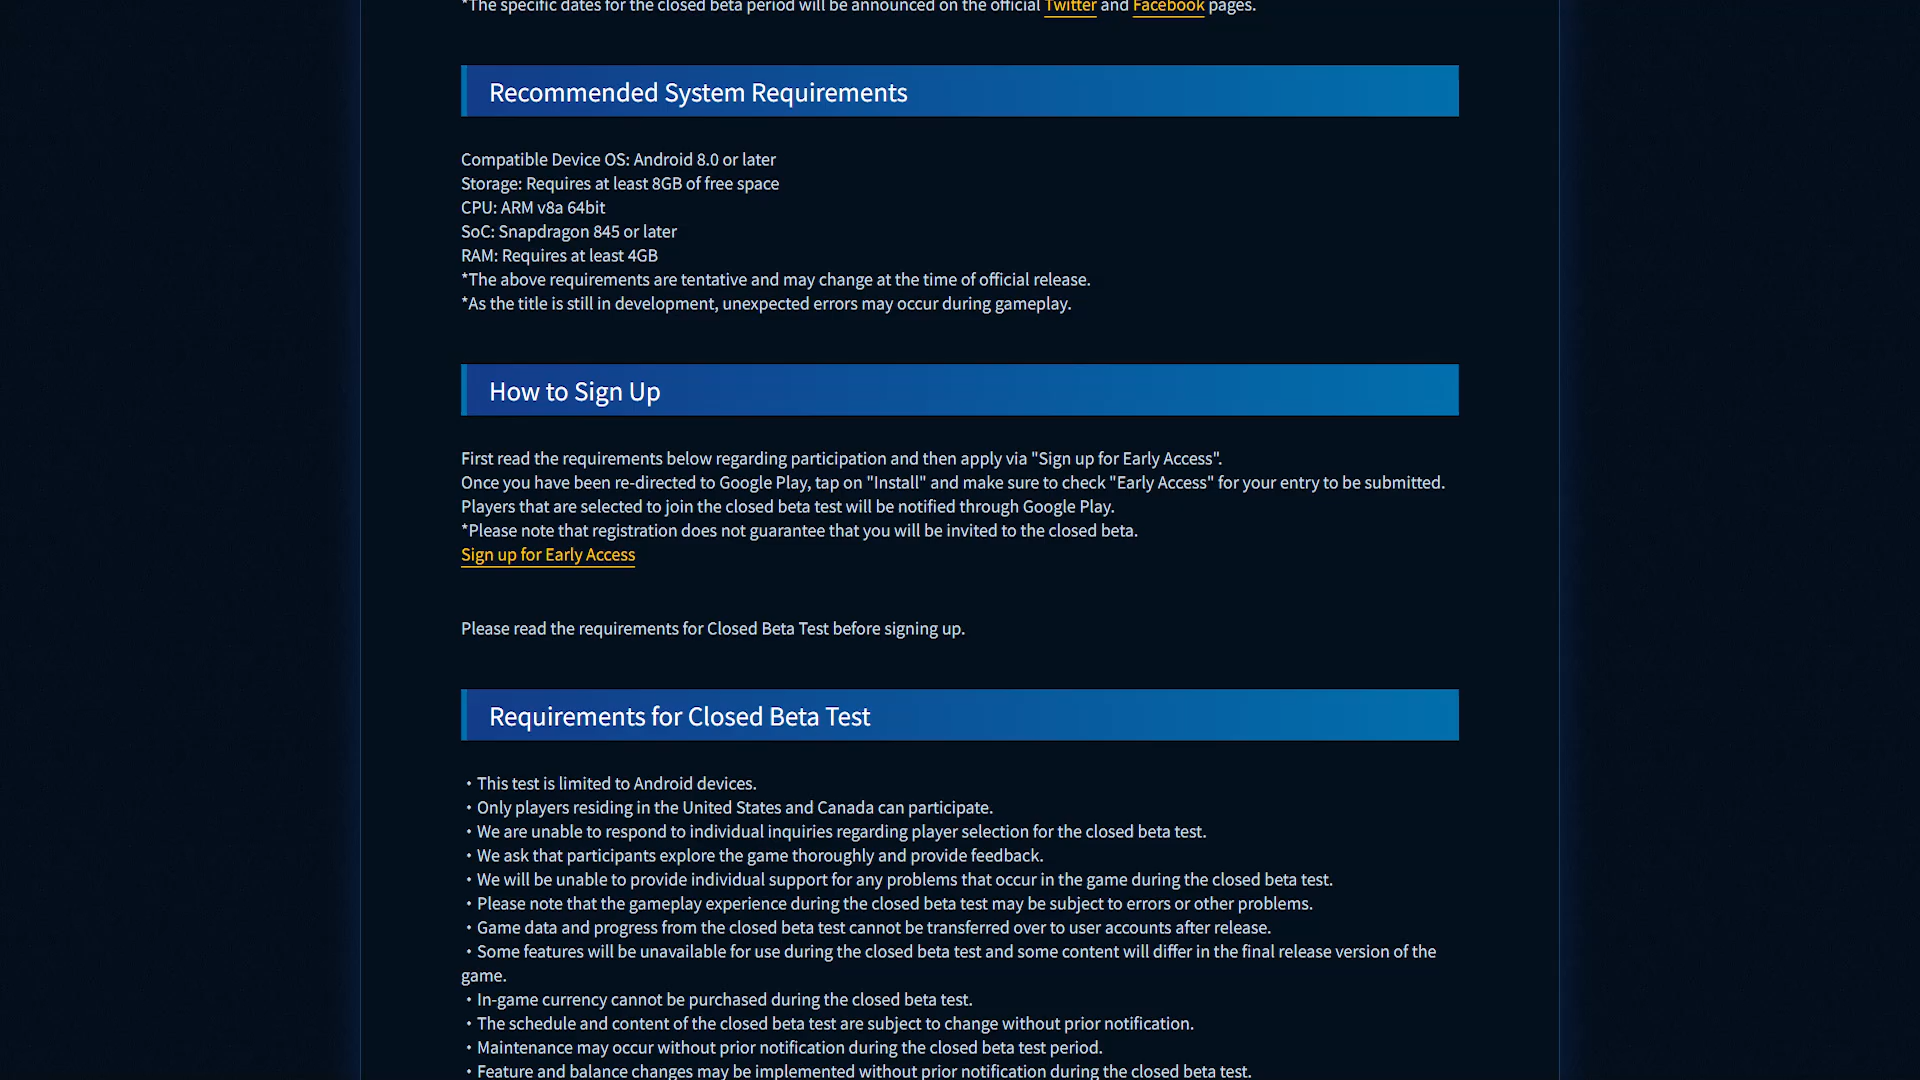 *The specific dates for the closed beta period will be announced on the official Twitter and Facebook pages.
Recommended System Requirements
Compatible Device OS: Android 8.0 or later
Storage: Requires at least 8GB of free space
CPU: ARM v8a 64bit
SoC: Snapdragon 845 or later
RAM: Requires at least 4GB
*The above requirements are tentative and may change at the time of official release.
*As the title is still in development, unexpected errors may occur during gameplay.
How to Sign Up
First read the requirements below regarding participation and then apply via "Sign up for Early Access".
Once you have been re-directed to Google Play, tap on "Install" and make sure to check "Early Access" for your entry to be submitted.
Players that are selected to join the closed beta test will be notified through Google Play.
*Please note that registration does not guarantee that you will be invited to the closed beta.
Sign up for Early Access
Please read the requirements for Closed Beta Test before signing up.
Requirements for Closed Beta Test
・This test is limited to Android devices.
・Only players residing in the United States and Canada can participate.
・We are unable to respond to individual inquiries regarding player selection for the closed beta test.
・We ask that participants explore the game thoroughly and provide feedback.
・We will be unable to provide individual support for any problems that occur in the game during the closed beta test.
・Please note that the gameplay experience during the closed beta test may be subject to errors or other problems.
・Game data and progress from the closed beta test cannot be transferred over to user accounts after release.
・Some features will be unavailable for use during the closed beta test and some content will differ in the final release version of the
game.
・In-game currency cannot be purchased during the closed beta test.
・The schedule and content of the closed beta test are subject to change without prior notification.
・Maintenance may occur without prior notification during the closed beta test period.
・Feature and balance changes may be implemented without prior notification during the closed beta test.